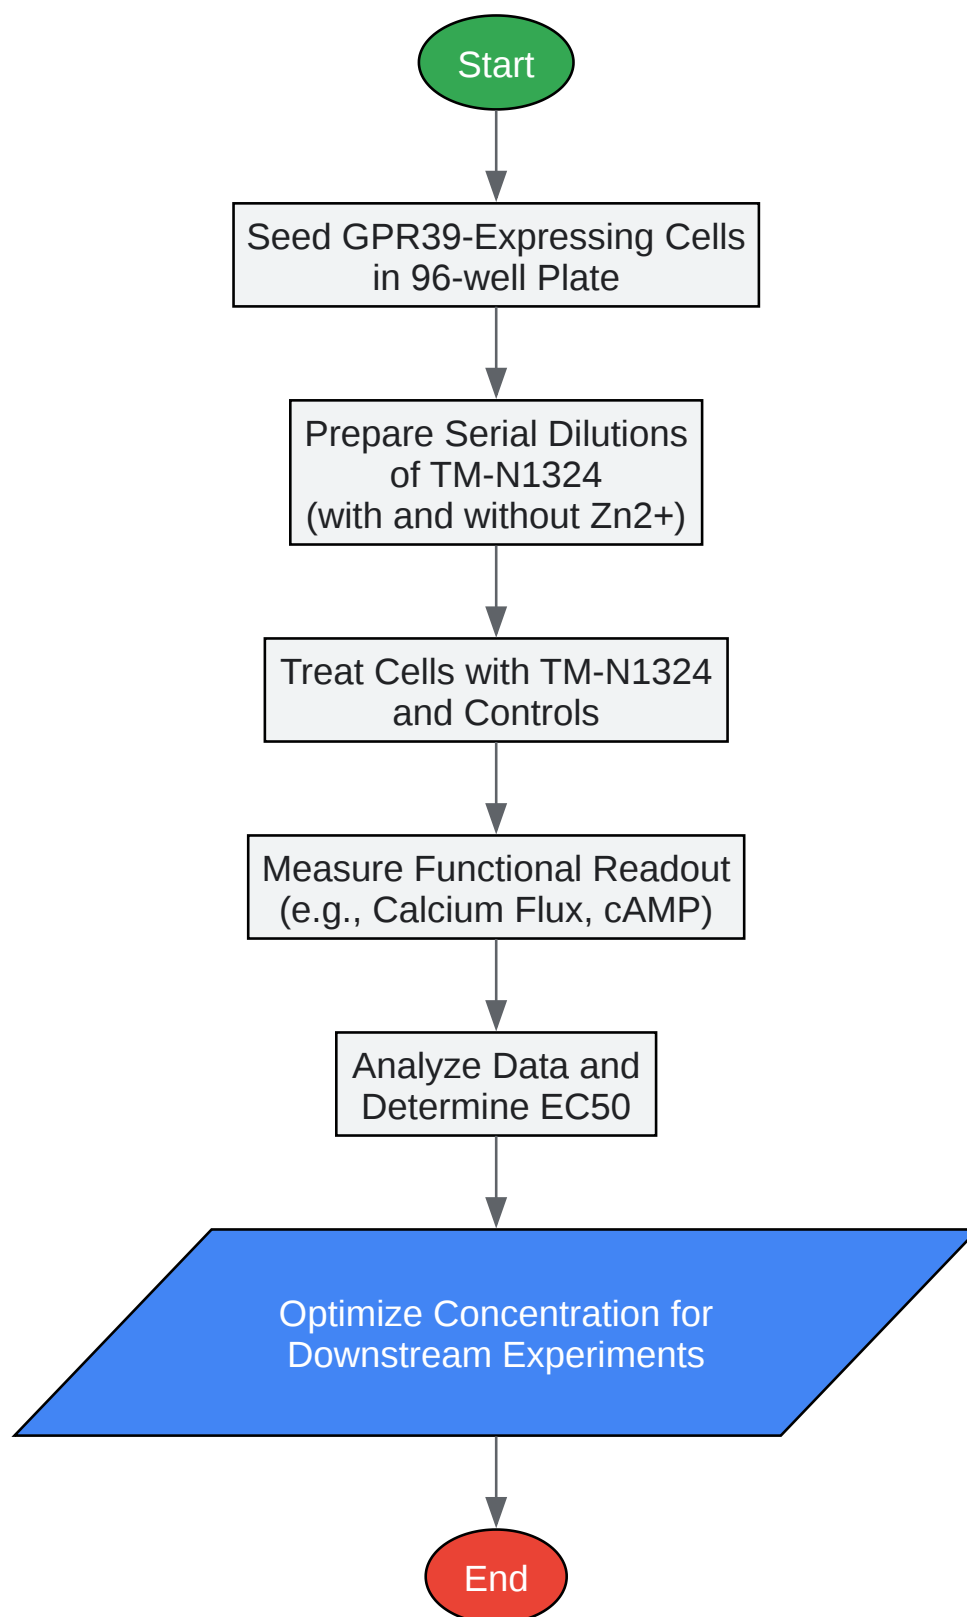 Start
Seed GPR39-Expressing Cells
in 96-well Plate
Prepare Serial Dilutions
of TM-N1324
(with and without Zn2+)
Treat Cells with TM-N1324
and Controls
Measure Functional Readout
(e.g., Calcium Flux, cAMP)
Analyze Data and
Determine EC50
Optimize Concentration for
Downstream Experiments
End